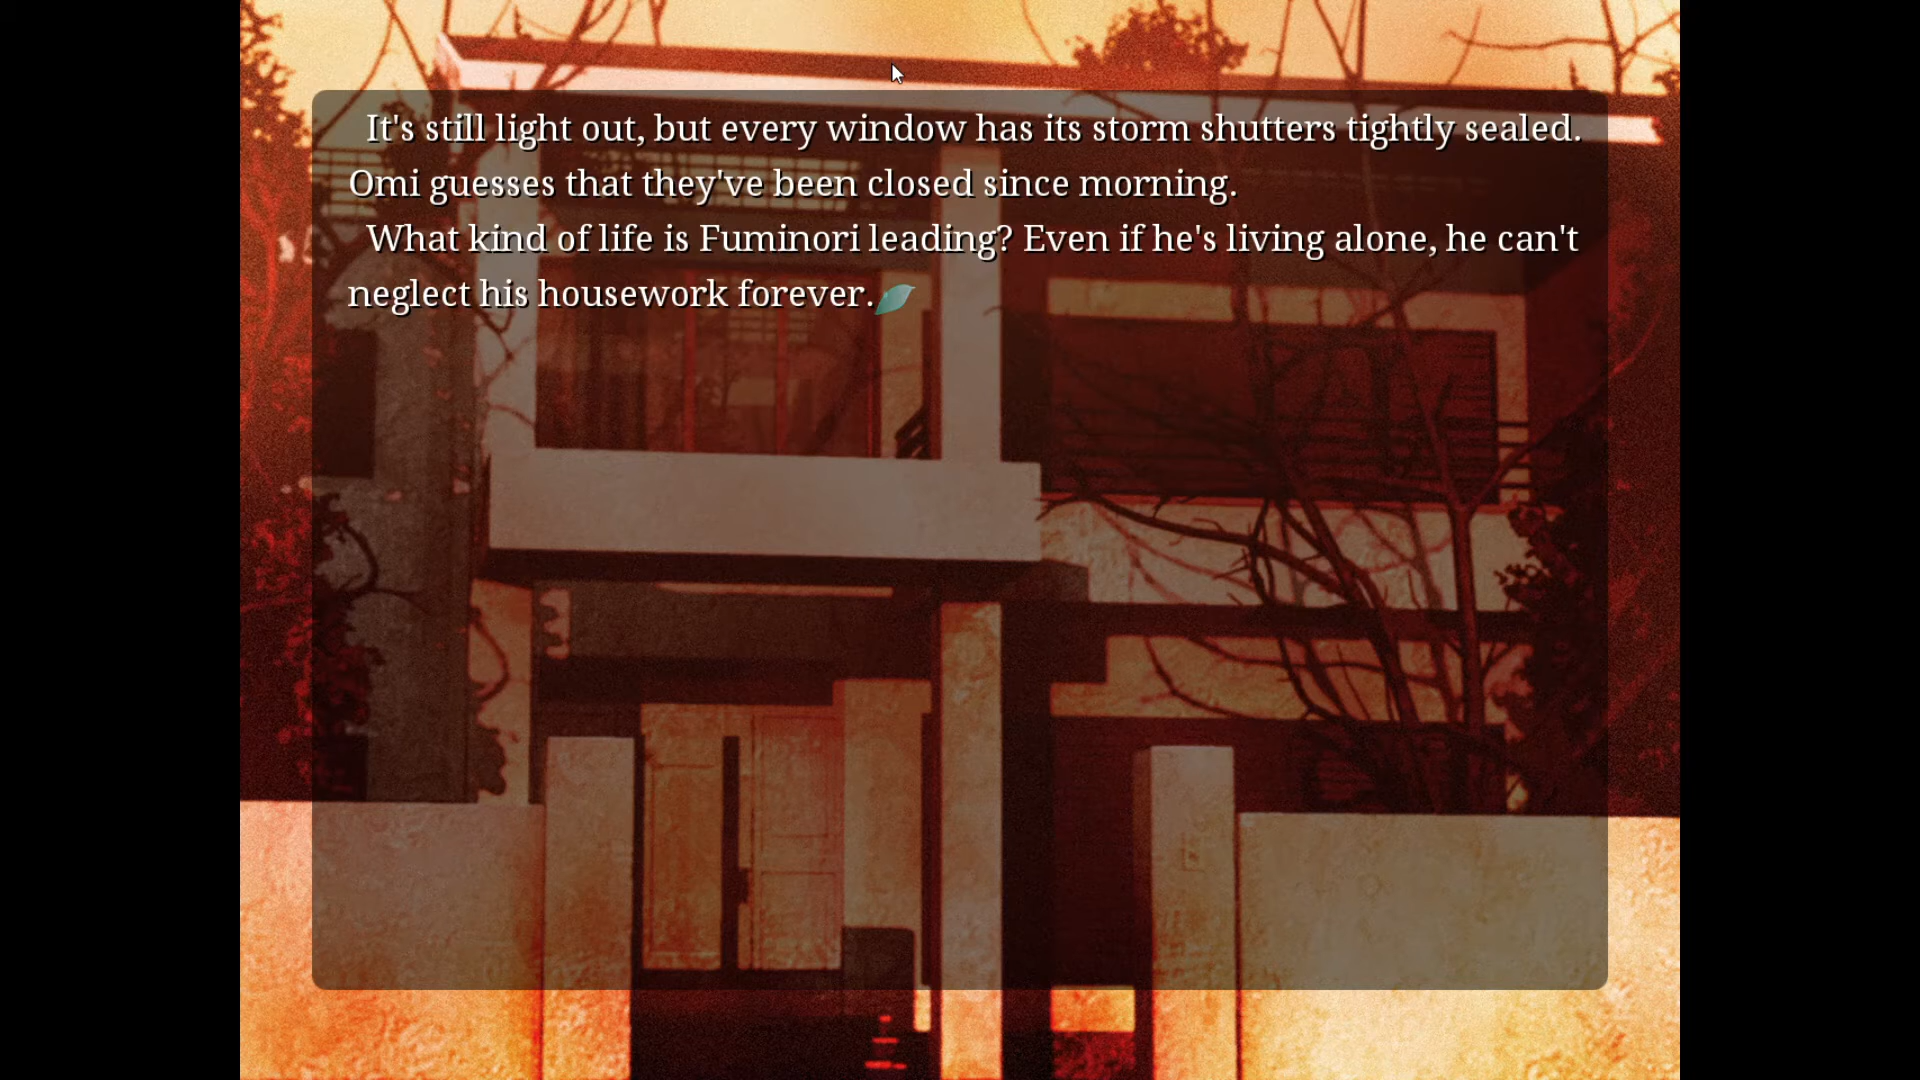 It's still light out, but every window has its storm shutters tightly sealed.
Omi guesses that they've been closed since morning.
What kind of life is Fuminori leading? Even if he's living alone, he can't
neglect his housework forever.